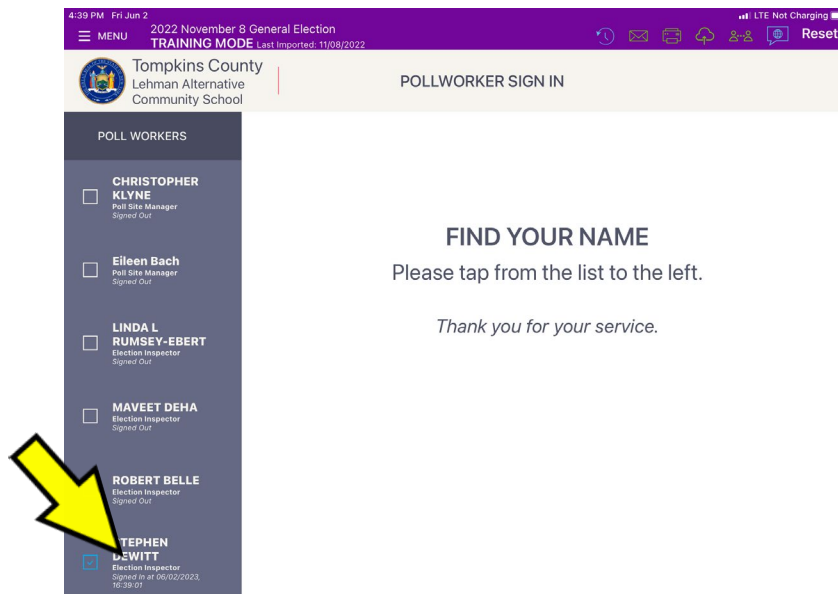 4:39 PM Fri Jun 2
LTE Not Charging
MENU
2022 November 8 General Election
TRAINING MODE Last Imported: 11/08/2022
Reset
Tompkins County
Lehman Alternative
Community School
POLLWORKER SIGN IN
POLL WORKERS
CHRISTOPHER
KLYNE
Poll Site Manager
Signed Out
Eileen Bach
Poll Site Manager
Signed Out
LINDA L
RUMSEY-EBERT
Election Inspector
Signed Out
MAVEET DEHA
Election Inspector
Signed Out
ROBERT BELLE
Election Inspector
Signed Out
STEPHEN
DEWITT
Election Inspector
Signed In at 06/02/2023,
16:39:01
FIND YOUR NAME
Please tap from the list to the left.
Thank you for your service.